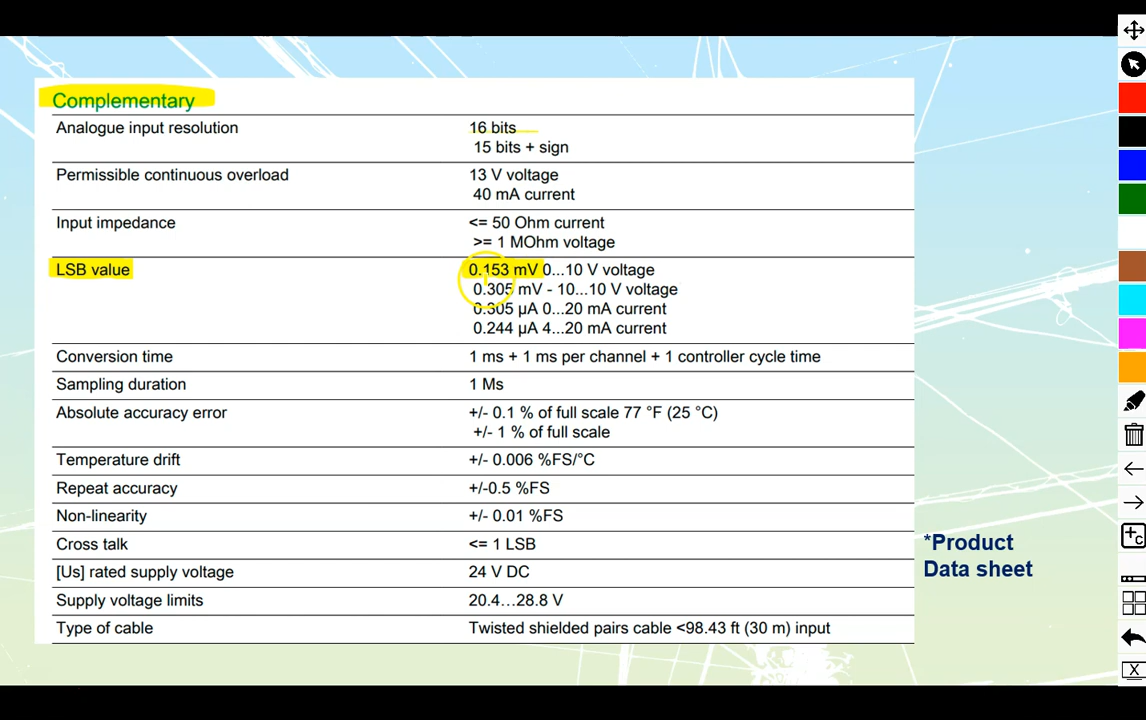 Complementary
Analogue input resolution 16 bits
15 bits + sign
Permissible continuous overload 13 V voltage
40 mA current
Input impedance <= 50 Ohm current
>= 1 MOhm voltage
LSB value 0.153 mV 0...10 V voltage
0.305 mV - 10...10 V voltage
0.305 µA 0...20 mA current
0.244 µA 4...20 mA current
Conversion time 1 ms + 1 ms per channel + 1 controller cycle time
Sampling duration 1 Ms
Absolute accuracy error +/- 0.1 % of full scale 77 °F (25 °C)
+/- 1 % of full scale
Temperature drift +/- 0.006 %FS/°C
Repeat accuracy +/-0.5 %FS
Non-linearity +/- 0.01 %FS
Cross talk <= 1 LSB
[Us] rated supply voltage 24 V DC
Supply voltage limits 20.4...28.8 V
Type of cable Twisted shielded pairs cable <98.43 ft (30 m) input
*Product
Data sheet